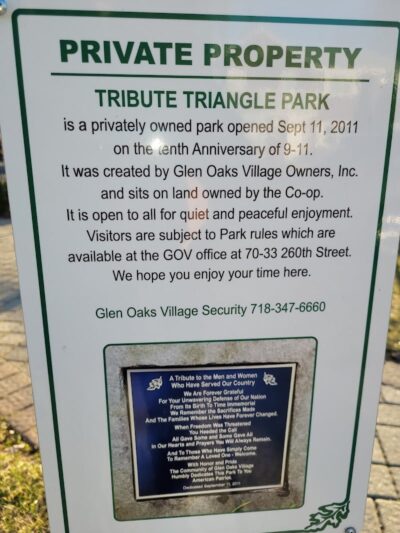 PRIVATE PROPERTY
TRIBUTE TRIANGLE PARK
is a privately owned park opened Sept 11, 2011
on the tenth Anniversary of 9-11.
It was created by Glen Oaks Village Owners, Inc.
and sits on land owned by the Co-op.
It is open to all for quiet and peaceful enjoyment.
Visitors are subject to Park rules which are
available at the GOV office at 70-33 260th Street.
We hope you enjoy your time here.
Glen Oaks Village Security 718-347-6660
A Tribute to the Men and Women
Who Have Served Our Country
We Are Forever Grateful
For Your Unwavering Defense of Our Nation
From Its Birth To Time Immemorial
We Remember the Sacrifices Made
And The Families Whose Lives Have Forever Changed.
When Freedom Was Threatened
You Heeded the Call
All Gave Some and Some Gave All
In Our Hearts and Prayers You Will Always Remain.
And To Those Who Have Simply Come
To Remember A Loved One - Welcome.
With Honor and Pride
The Community of Glen Oaks Village
Humbly Dedicates This Park To You
American Patriot.
Dedicated September 11, 2011